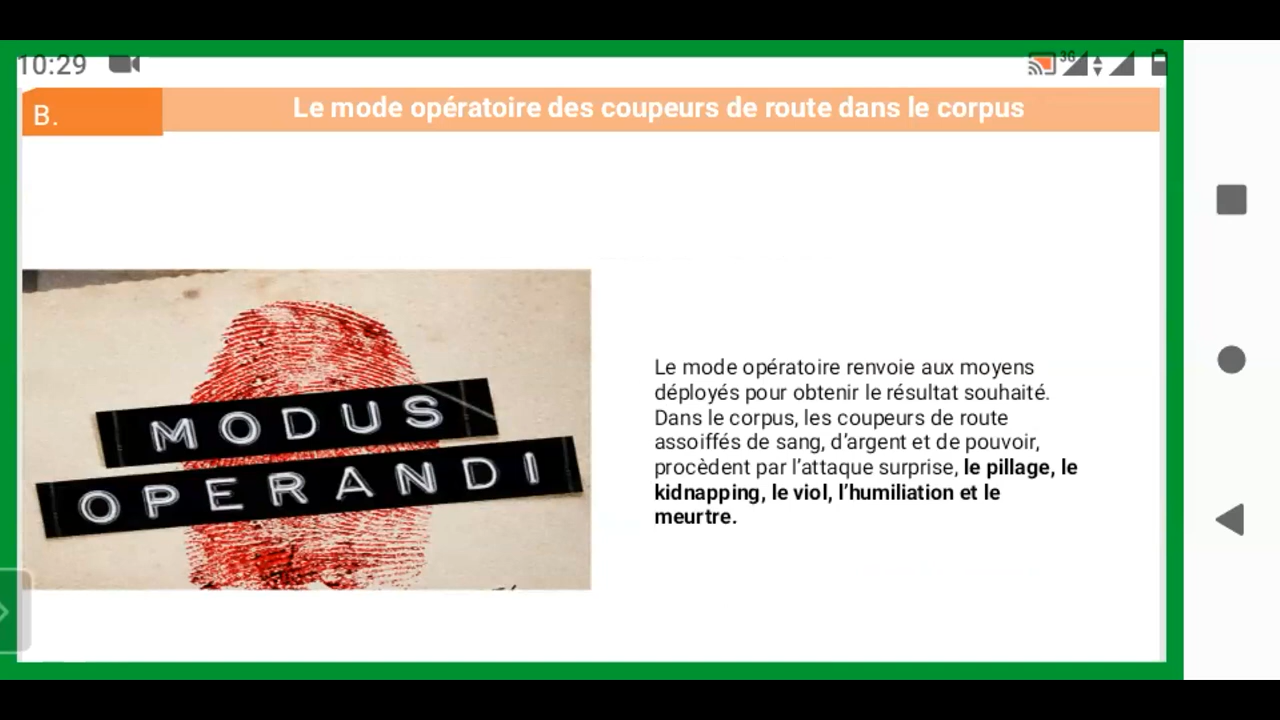 10:29
3G
B.
Le mode opératoire des coupeurs de route dans le corpus
MODUS
OPERANDI
Le mode opératoire renvoie aux moyens
déployés pour obtenir le résultat souhaité.
Dans le corpus, les coupeurs de route
assoiffés de sang, d’argent et de pouvoir,
procèdent par l’attaque surprise, le pillage, le
kidnapping, le viol, l’humiliation et le
meurtre.